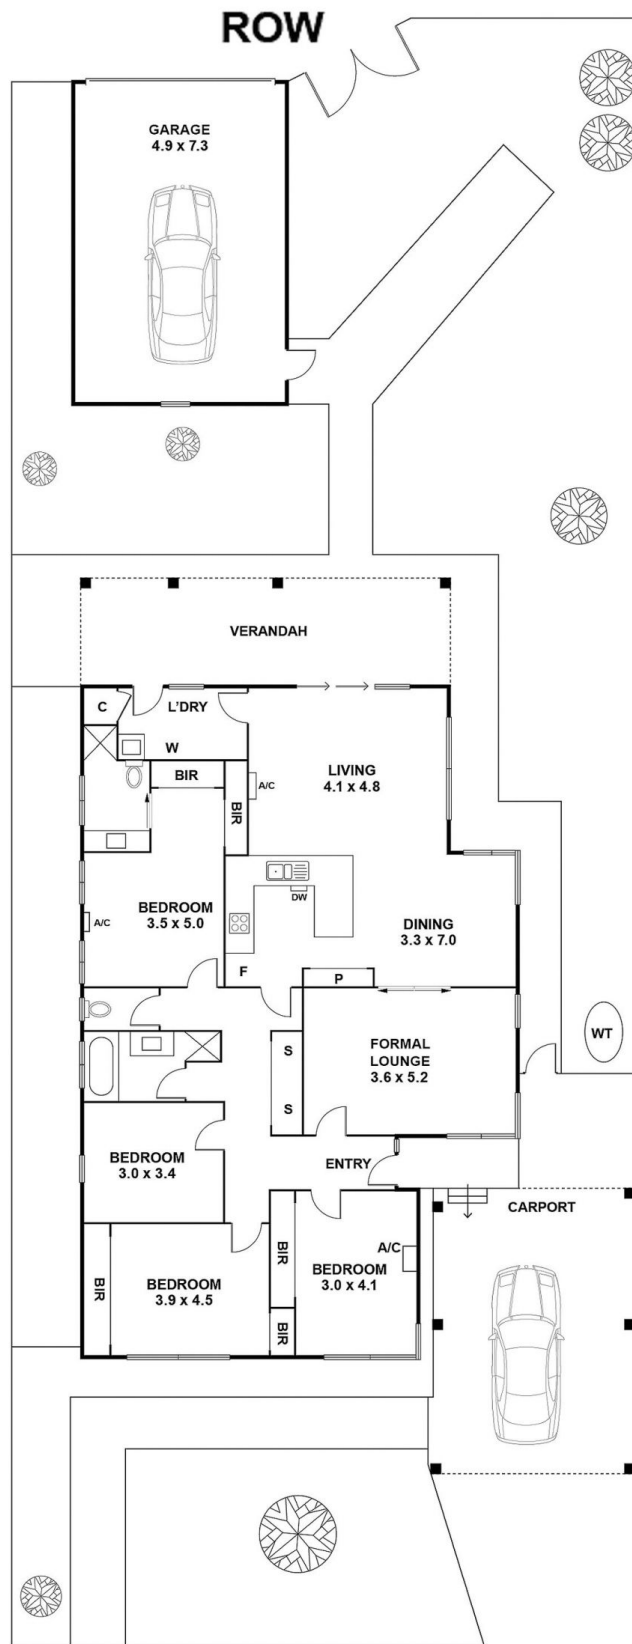 ROW
GARAGE
4.9 x 7.3
VERANDAH
C
L'DRY
W
BIR
BIR
A/C
LIVING
4.1 x 4.8
BEDROOM
3.5 x 5.0
A/C
DW
DINING
3.3 x 7.0
F
P
S
S
FORMAL
LOUNGE
3.6 x 5.2
WT
BEDROOM
3.0 x 3.4
ENTRY
CARPORT
BIR
BEDROOM
3.9 x 4.5
BIR
BIR
A/C
BEDROOM
3.0 x 4.1